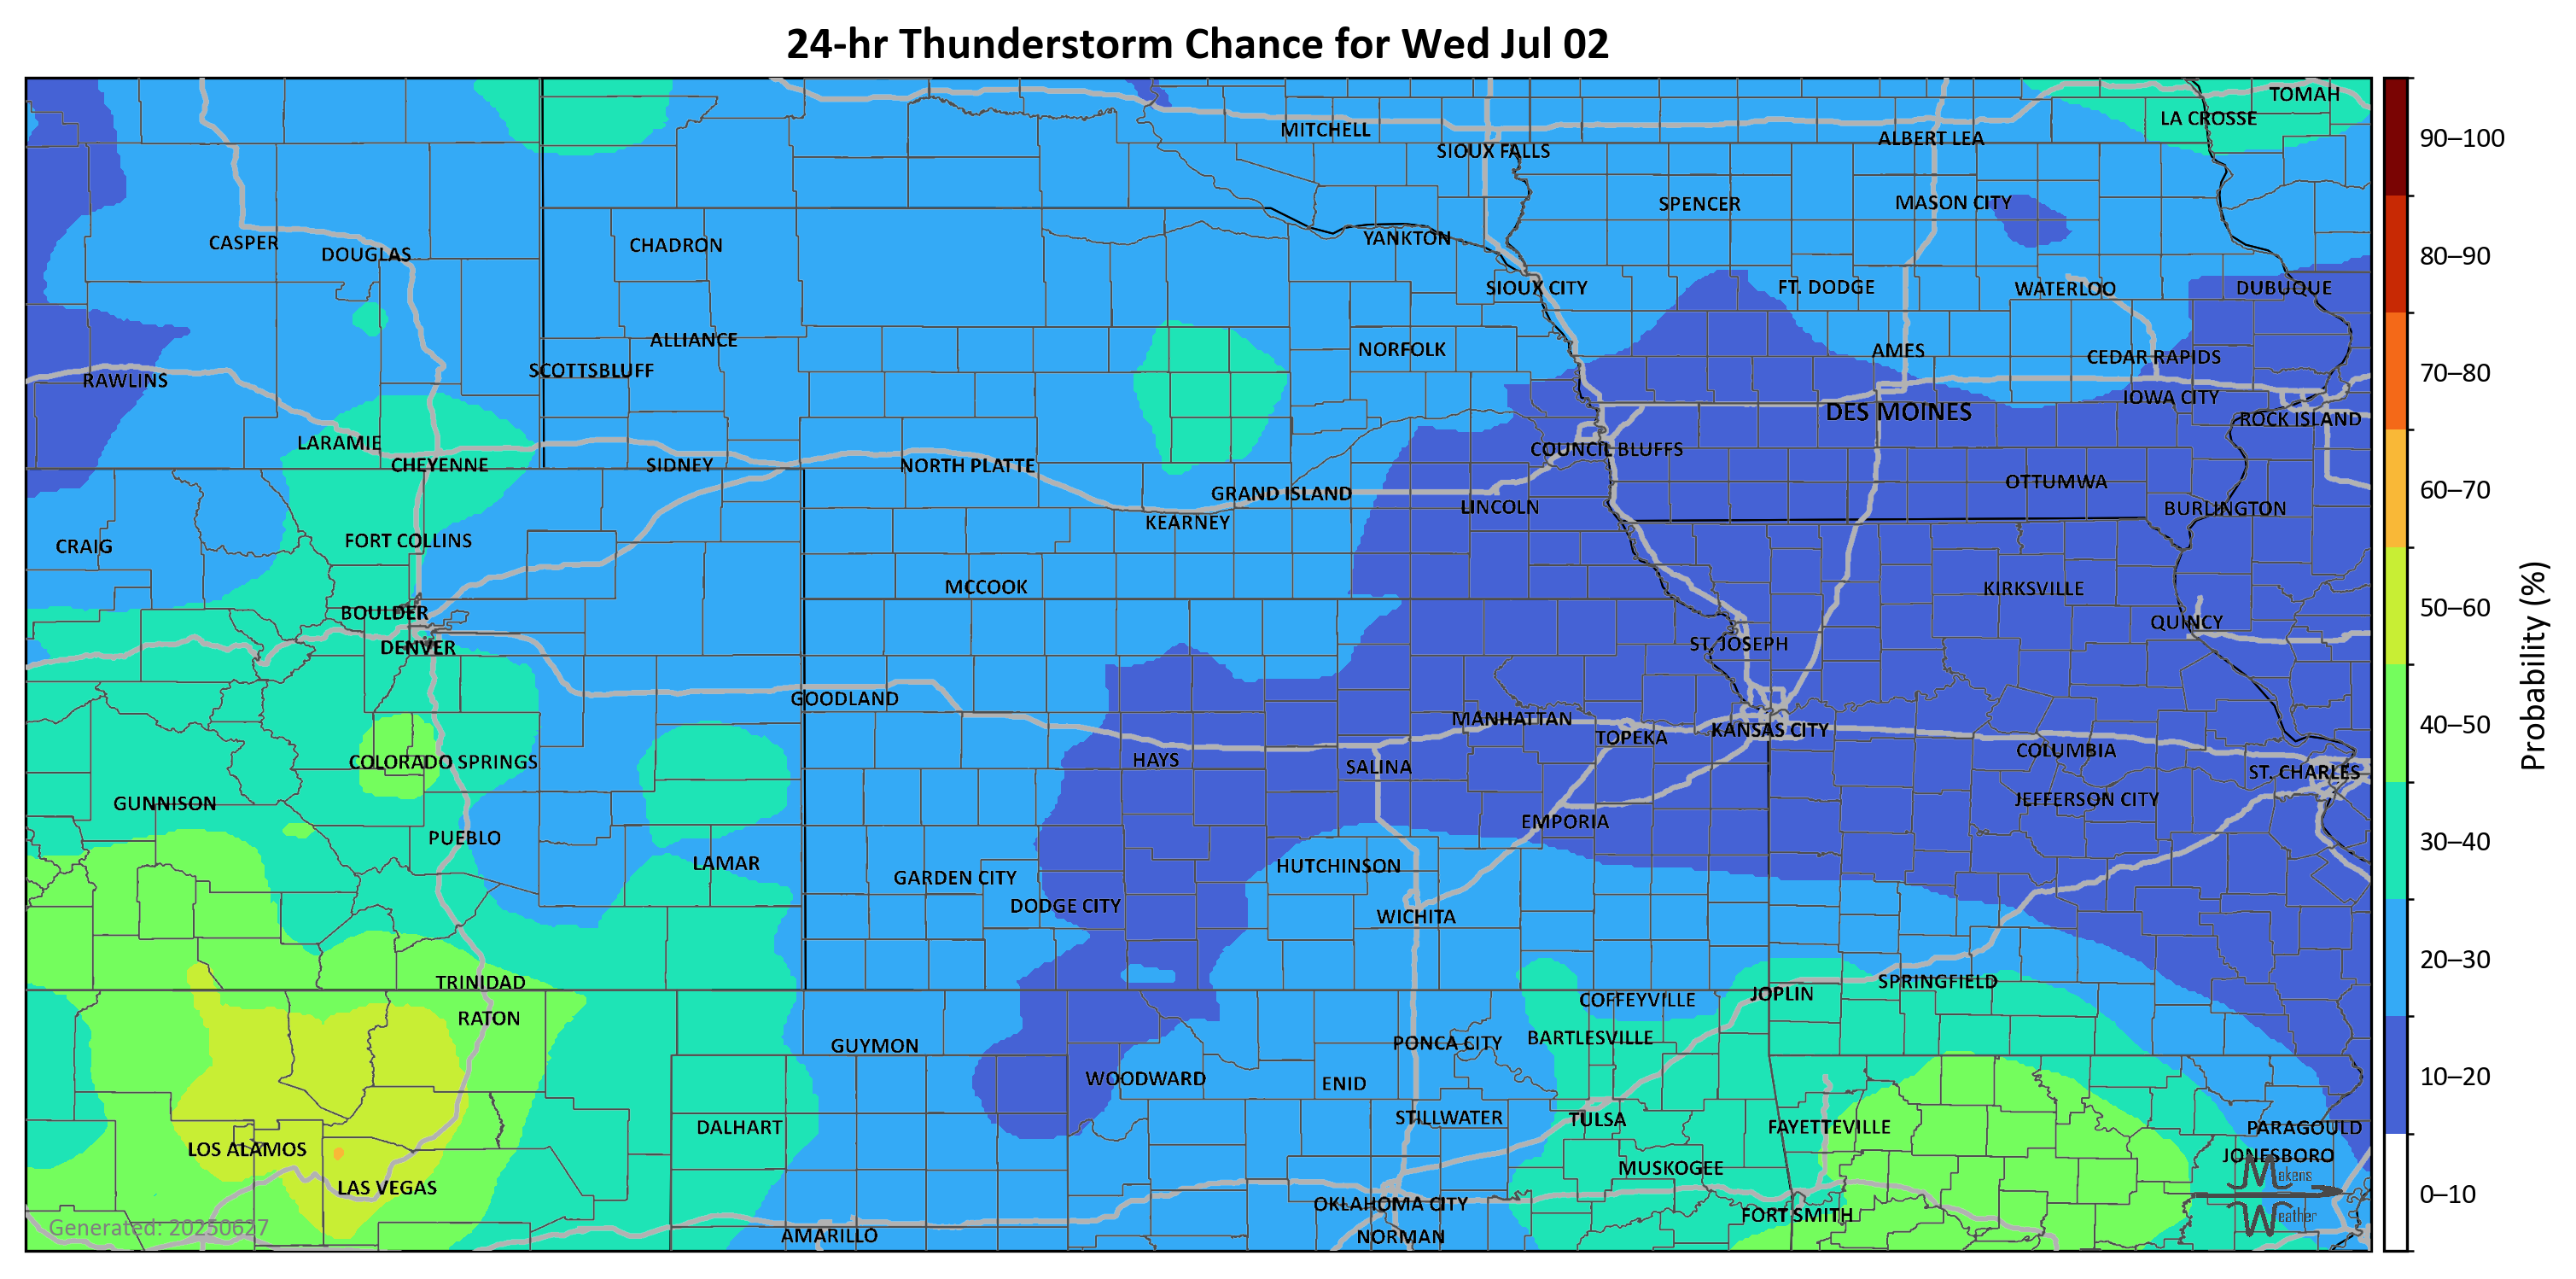 24-hr Thunderstorm Chance for Wed Jul 02
TOMAH
LA CROSSE
MITCHELL
ALBERT LEA
SIOUX FALLS
SPENCER
MASON CITY
CASPER
DOUGLAS
CHADRON
YANKTON
SIOUX CITY
FT. DODGE
WATERLOO
DUBUQUE
ALLIANCE
NORFOLK
AMES
CEDAR RAPIDS
RAWLINS
SCOTTSBLUFF
IOWA CITY
DES MOINES
ROCK ISLAND
LARAMIE
COUNCIL BLUFFS
CHEYENNE
SIDNEY
NORTH PLATTE
OTTUMWA
GRAND ISLAND
LINCOLN
BURLINGTON
KEARNEY
CRAIG
FORT COLLINS
MCCOOK
KIRKSVILLE
BOULDER
QUINCY
DENVER
ST. JOSEPH
GOODLAND
MANHATTAN
TOPEKA
KANSAS CITY
COLUMBIA
COLORADO SPRINGS
HAYS
SALINA
ST. CHARLES
GUNNISON
JEFFERSON CITY
EMPORIA
PUEBLO
LAMAR
HUTCHINSON
GARDEN CITY
DODGE CITY
WICHITA
TRINIDAD
SPRINGFIELD
JOPLIN
COFFEYVILLE
RATON
BARTLESVILLE
GUYMON
PONCA CITY
WOODWARD
ENID
STILLWATER
TULSA
DALHART
FAYETTEVILLE
PARAGOULD
LOS ALAMOS
JONESBORO
MUSKOGEE
LAS VEGAS
OKLAHOMA CITY
FORT SMITH
AMARILLO
NORMAN
Generated: 20250627
Makens
Weather
90–100
80–90
70–80
60–70
50–60
40–50
30–40
20–30
10–20
0–10
Probability (%)